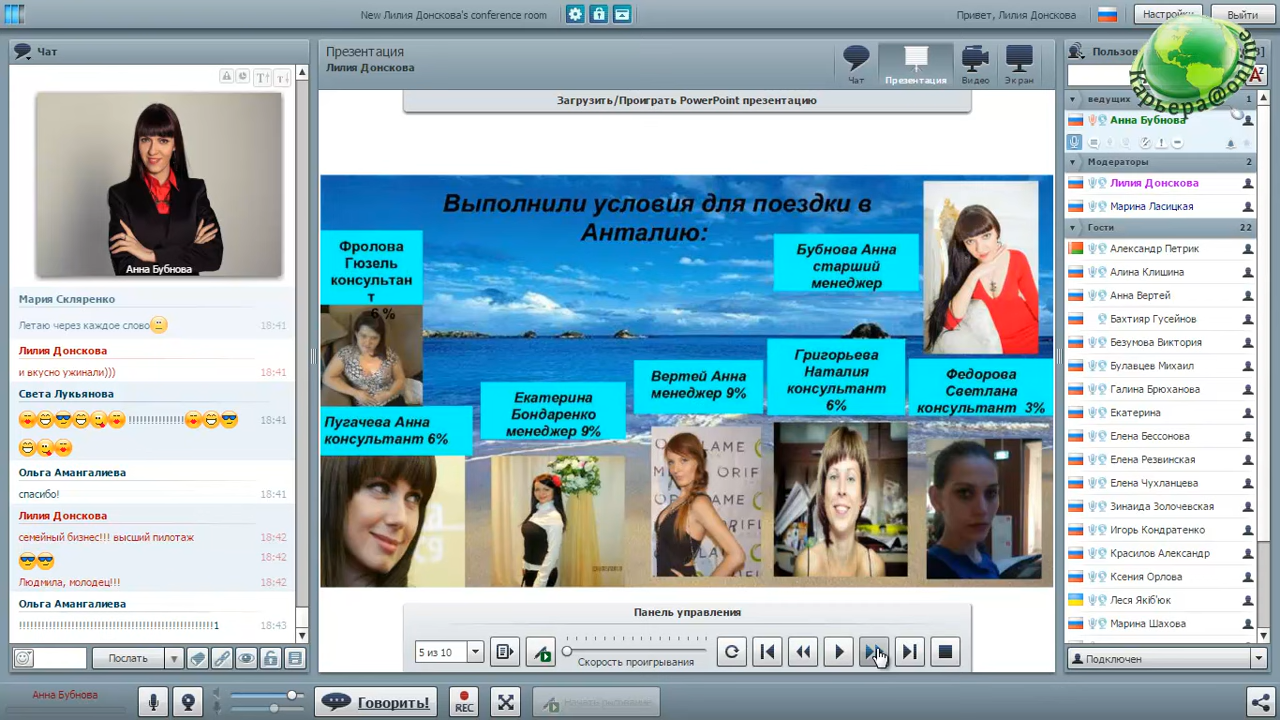 New Лилия Донскова's conference room
Привет, Лилия Донскова
Настройки
Выйти
Чат
Анна Бубнова
Мария Скляренко
Летаю через каждое слово
18:41
Лилия Донскова
и вкусно ужинали)))
18:41
Света Лукьянова
!!!!!!!!!!!!!!!!
18:41
Ольга Амангалиева
спасибо!
18:41
Лилия Донскова
семейный бизнес!!! высший пилотаж
18:42
18:42
Людмила, молодец!!!
18:42
Ольга Амангалиева
!!!!!!!!!!!!!!!!!!!!!!!!!!!!!!!!!!!!!!!!!!!!!!!!!!1
18:43
Послать
Презентация
Лилия Донскова
Чат
Презентация
Видео
Экран
Загрузить/Проиграть PowerPoint презентацию
Выполнили условия для поездки в
Анталию:
Фролова
Гюзель
консультан
т
6 %
Бубнова Анна
старший
менеджер
Пугачева Анна
консультант 6%
Екатерина
Бондаренко
менеджер 9%
Вертей Анна
менеджер 9%
Григорьева
Наталия
консультант
6%
Федорова
Светлана
консультант 3%
Панель управления
5 из 10
Скорость проигрывания
карьера@online
ведущих
1
Анна Бубнова
Модераторы
2
Лилия Донскова
Марина Ласицкая
Гости
22
Александр Петрик
Алина Клишина
Анна Вертей
Бахтияр Гусейнов
Безумова Виктория
Булавцев Михаил
Галина Брюханова
Екатерина
Елена Бессонова
Елена Резвинская
Елена Чухланцева
Зинаида Золочевская
Игорь Кондратенко
Красилов Александр
Ксения Орлова
Леся Якіб'юк
Марина Шахова
Подключен
Анна Бубнова
Говорить!
REC